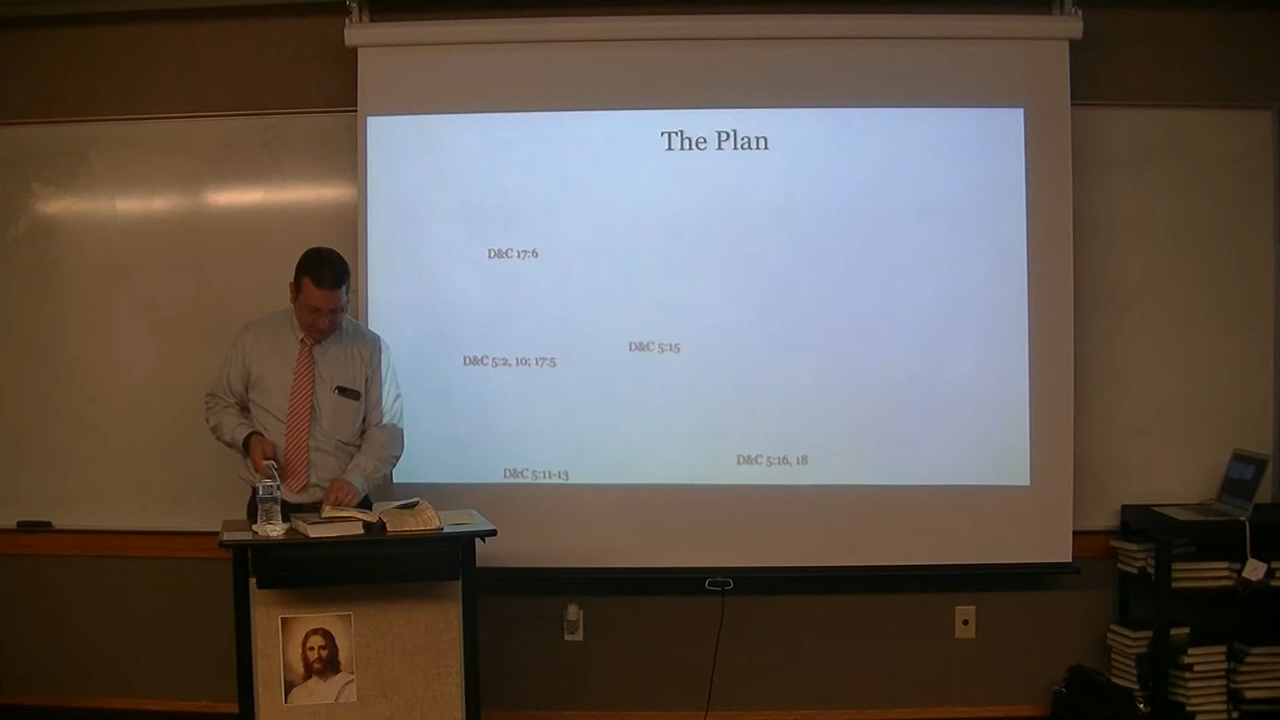 The Plan
D&C 17:6
D&C 5:15
D&C 5:2, 10; 17:5
D&C 5:16, 18
D&C 5:11-13